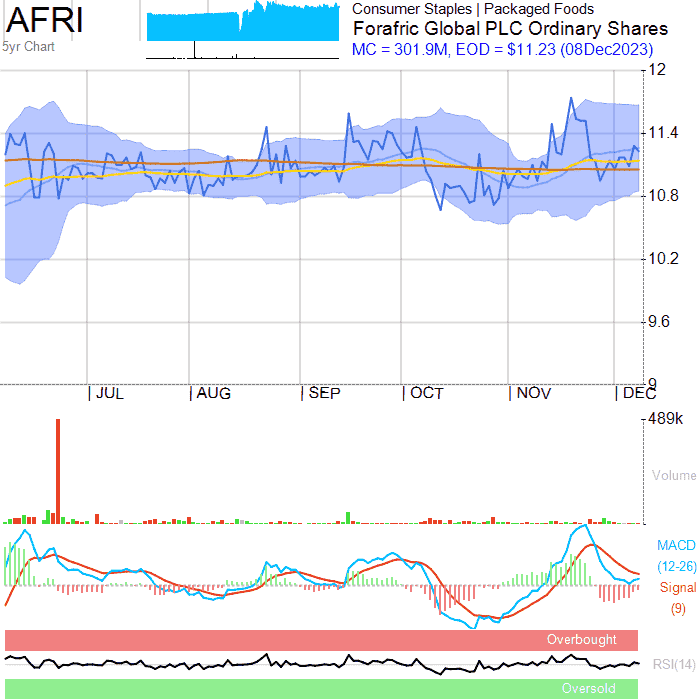 AFRI
5yr Chart
Consumer Staples | Packaged Foods
Forafric Global PLC Ordinary Shares
MC = 301.9M, EOD = $11.23 (08Dec2023)
12
11.4
10.8
10.2
9.6
9
JUL AUG SEP OCT NOV DEC
489k
Volume
MACD
(12-26)
Signal
(9)
Overbought
RSI(14)
Oversold